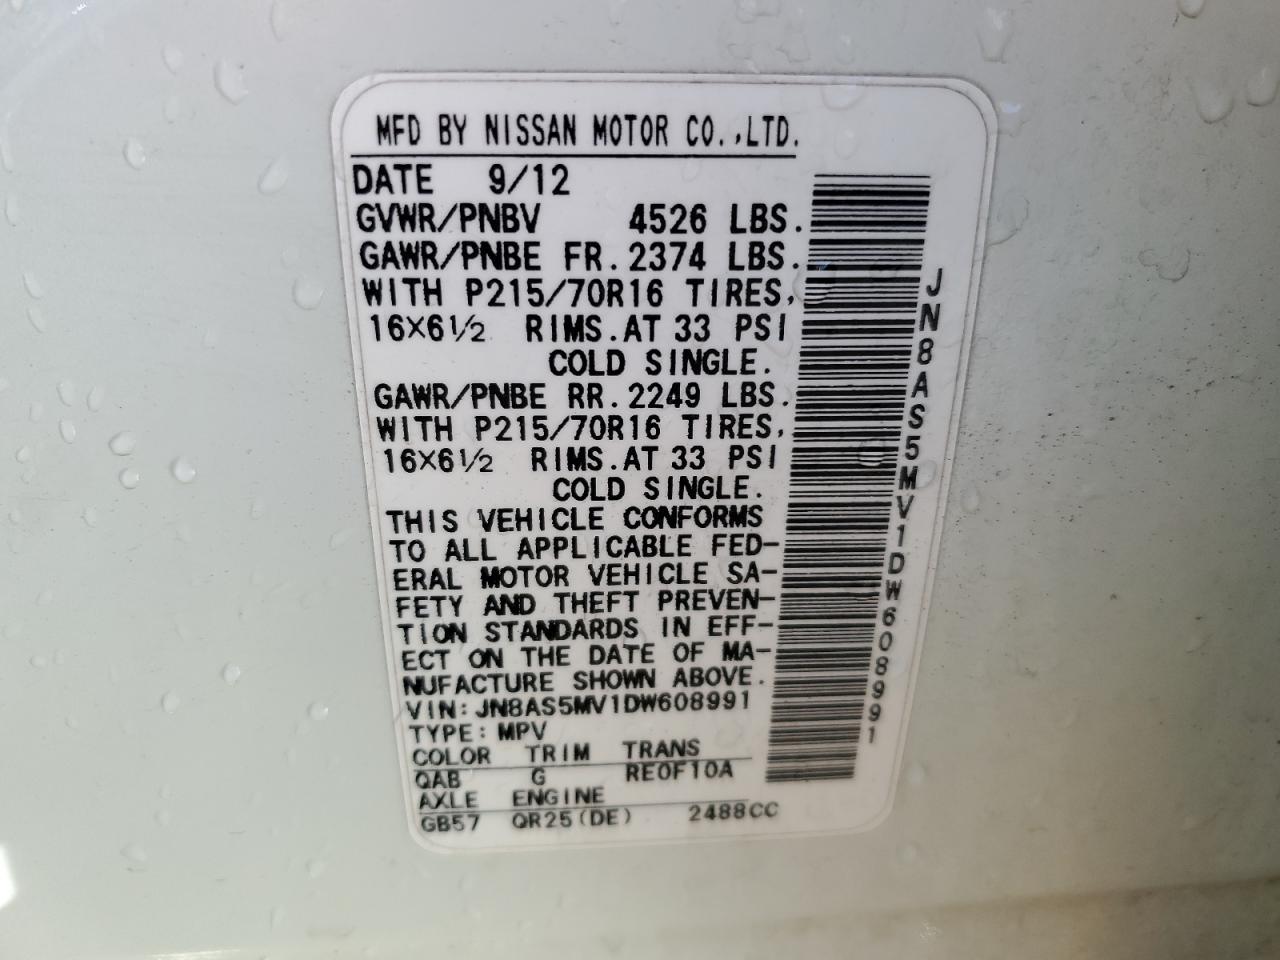 MFD BY NISSAN MOTOR CO.,LTD.
DATE 9/12
GVWR/PNBV 4526 LBS.
GAWR/PNBE FR.2374 LBS.
WITH P215/70R16 TIRES,
16×6½ RIMS.AT 33 PSI
COLD SINGLE.
GAWR/PNBE RR.2249 LBS.
WITH P215/70R16 TIRES,
16×6½ RIMS.AT 33 PSI
COLD SINGLE.
THIS VEHICLE CONFORMS
TO ALL APPLICABLE FED-
ERAL MOTOR VEHICLE SA-
FETY AND THEFT PREVEN-
TION STANDARDS IN EFF-
ECT ON THE DATE OF MA-
NUFACTURE SHOWN ABOVE.
VIN:JN8AS5MV1DW608991
TYPE:MPV
COLOR TRIM TRANS
QAB G RE0F10A
AXLE ENGINE
GB57 QR25(DE) 2488CC
JN8AS5MV1DW608991